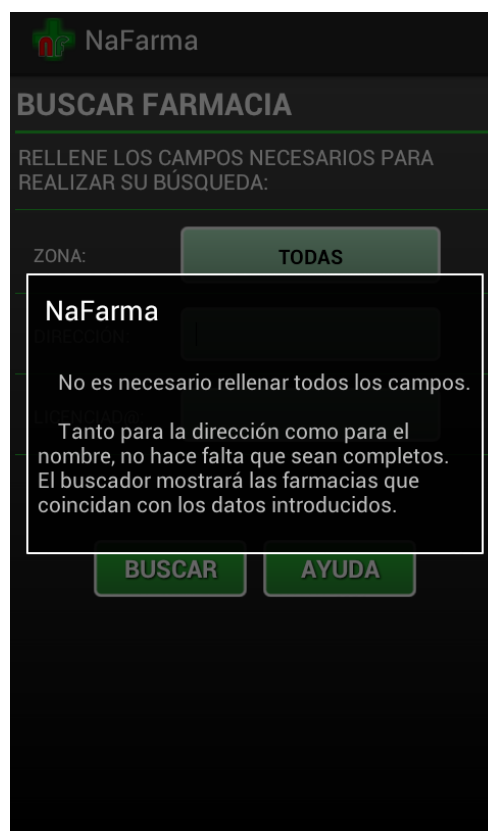 NaFarma
BUSCAR FARMACIA
RELLENE LOS CAMPOS NECESARIOS PARA
REALIZAR SU BÚSQUEDA:
ZONA:
TODAS
NaFarma
DIRECCIÓN:
No es necesario rellenar todos los campos.
LICENCIAD@:
Tanto para la dirección como para el
nombre, no hace falta que sean completos.
El buscador mostrará las farmacias que
coincidan con los datos introducidos.
BUSCAR
AYUDA